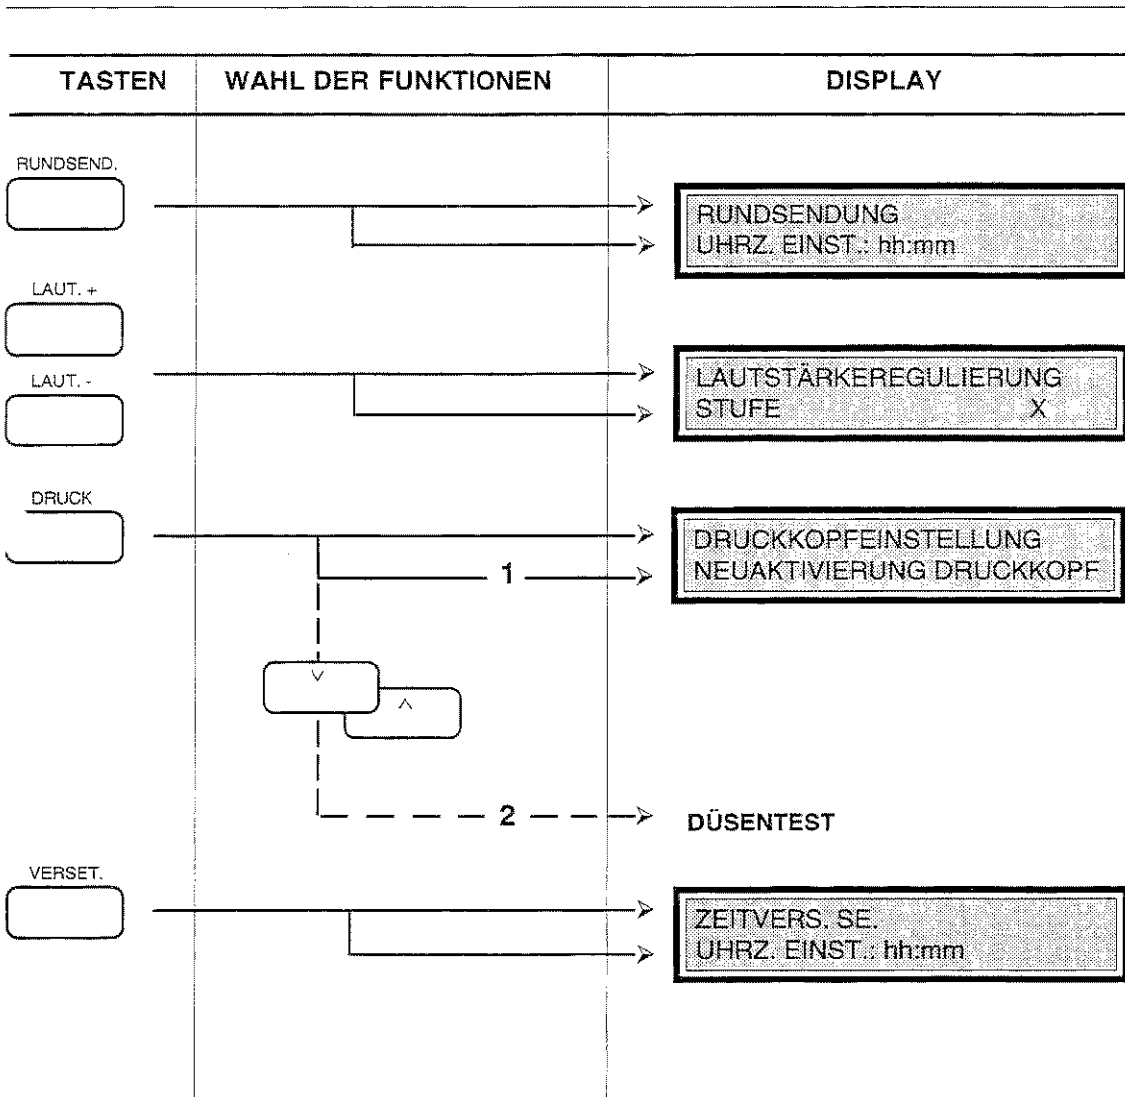 TASTEN WAHL DER FUNKTIONEN DISPLAY
RUNDSEND.
RUNDSENDUNG
UHRZ. EINST.: hh:mm
LAUT. +
LAUT. -
LAUTSTÄRKEREGULIERUNG
STUFE X
DRUCK
DRUCKKOPFEINSTELLUNG
1 NEUAKTIVIERUNG DRUCKKOPF
2 DÜSENTEST
VERSET.
ZEITVERS. SE.
UHRZ. EINST.: hh:mm